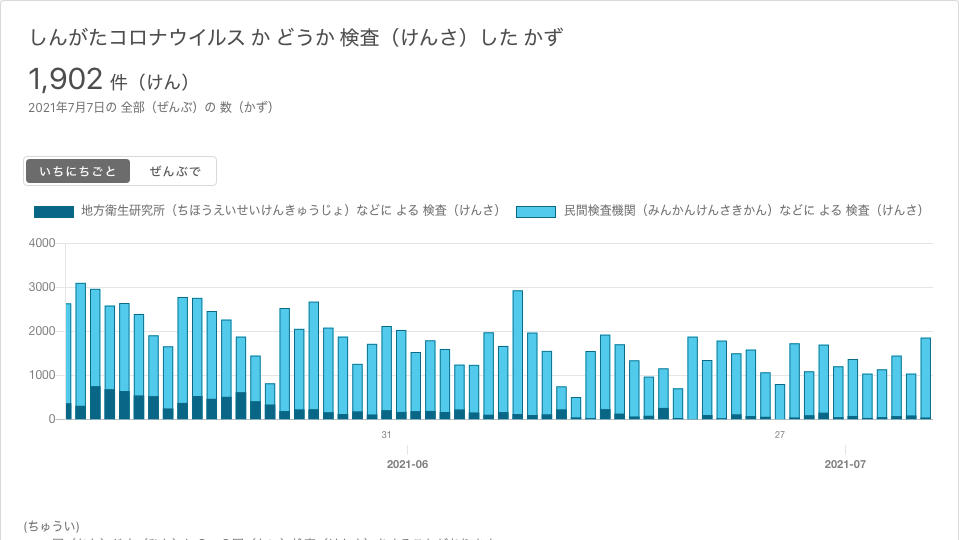 しんがたコロナウイルス か どうか 検査（けんさ）した かず
1,902 件（けん）
2021年7月7日の 全部（ぜんぶ）の 数（かず）
いちにちごと ぜんぶで
地方衛生研究所（ちほうえいせいけんきゅうじょ）などに よる 検査（けんさ） 民間検査機関（みんかんけんさきかん）などに よる 検査（けんさ）
4000
3000
2000
1000
0
31 27
2021-06 2021-07
(ちゅうい)